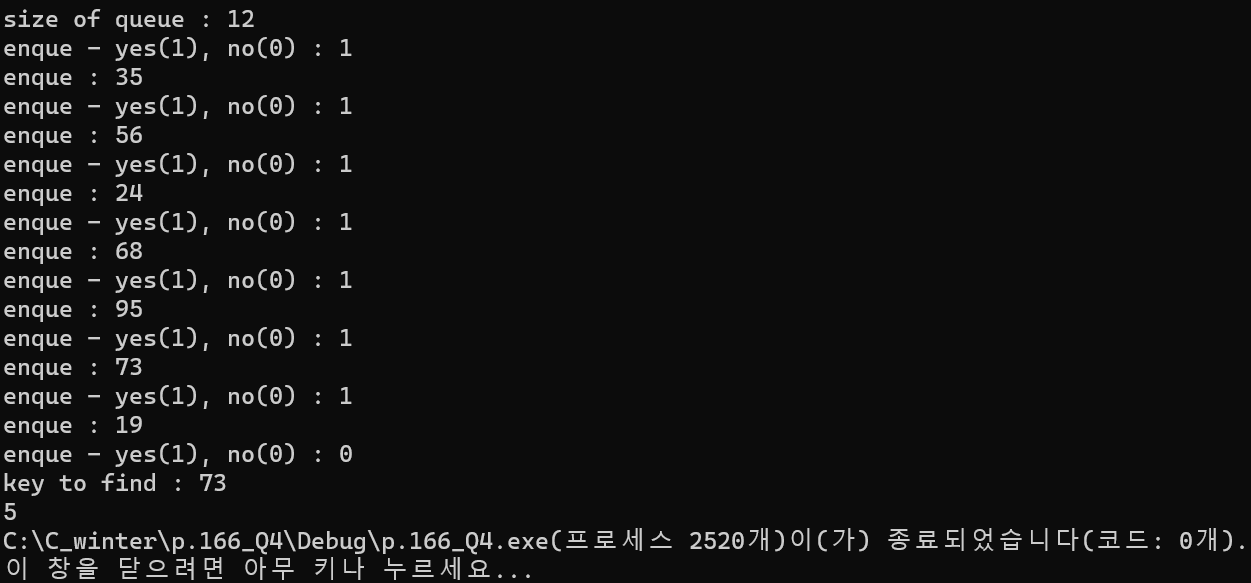 size of queue : 12
enque - yes(1), no(0) : 1
enque : 35
enque - yes(1), no(0) : 1
enque : 56
enque - yes(1), no(0) : 1
enque : 24
enque - yes(1), no(0) : 1
enque : 68
enque - yes(1), no(0) : 1
enque : 95
enque - yes(1), no(0) : 1
enque : 73
enque - yes(1), no(0) : 1
enque : 19
enque - yes(1), no(0) : 0
key to find : 73
5
C:\C_winter\p.166_Q4\Debug\p.166_Q4.exe(프로세스 2520개)이(가) 종료되었습니다(코드: 0개).
이 창을 닫으려면 아무 키나 누르세요...